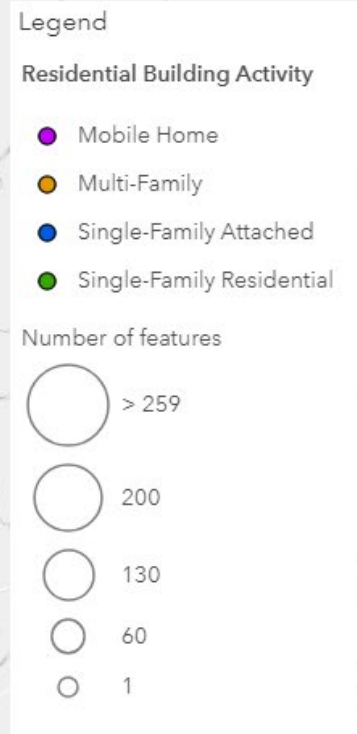 Legend
Residential Building Activity
Mobile Home
Multi-Family
Single-Family Attached
Single-Family Residential
Number of features
> 259
200
130
60
1